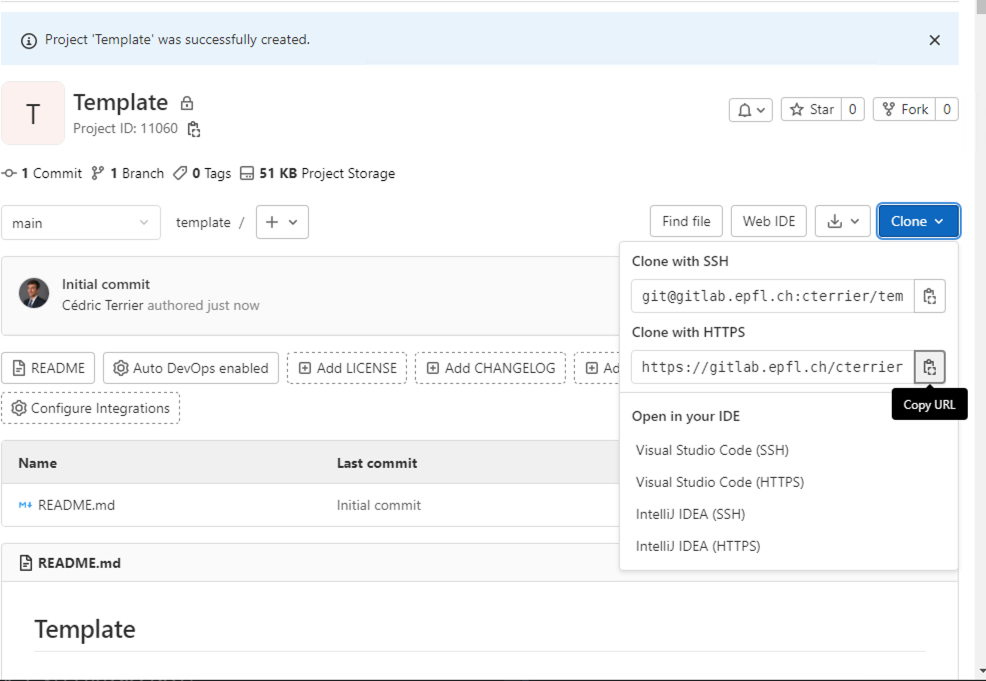 Project 'Template' was successfully created.
T
Template
Project ID: 11060
Star 0
Fork 0
1 Commit 1 Branch 0 Tags 51 KB Project Storage
main
template /
Find file
Web IDE
Clone
Clone with SSH
git@gitlab.epfl.ch:cterrier/tem
Clone with HTTPS
https://gitlab.epfl.ch/cterrier
Copy URL
Open in your IDE
Visual Studio Code (SSH)
Visual Studio Code (HTTPS)
IntelliJ IDEA (SSH)
IntelliJ IDEA (HTTPS)
Initial commit
Cédric Terrier authored just now
README
Auto DevOps enabled
Add LICENSE
Add CHANGELOG
Ad
Configure Integrations
Name Last commit
README.md Initial commit
README.md
Template